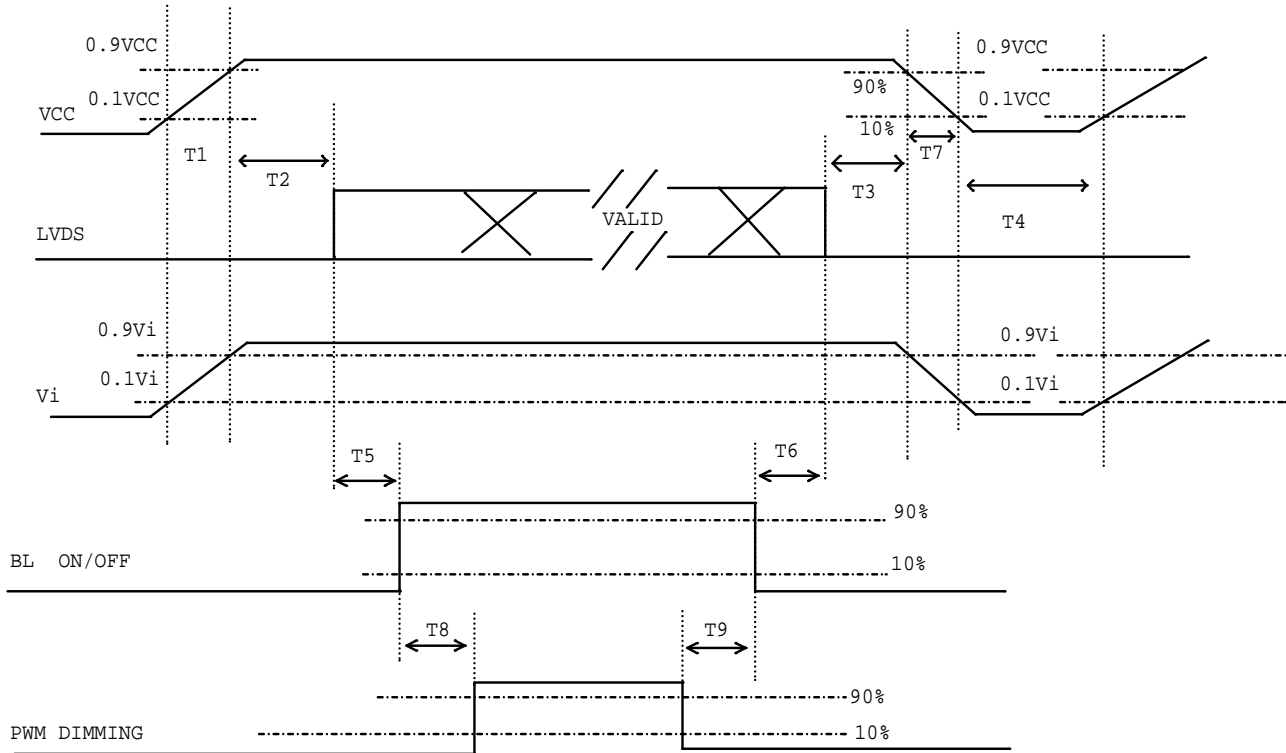 0.9VCC
0.9VCC
90%
0.1VCC
0.1VCC
VCC
10%
T1
T7
T2
T3
T4
VALID
LVDS
0.9Vi
0.9Vi
0.1Vi
0.1Vi
Vi
T5
T6
90%
BL ON/OFF
10%
T8
T9
90%
PWM DIMMING
10%